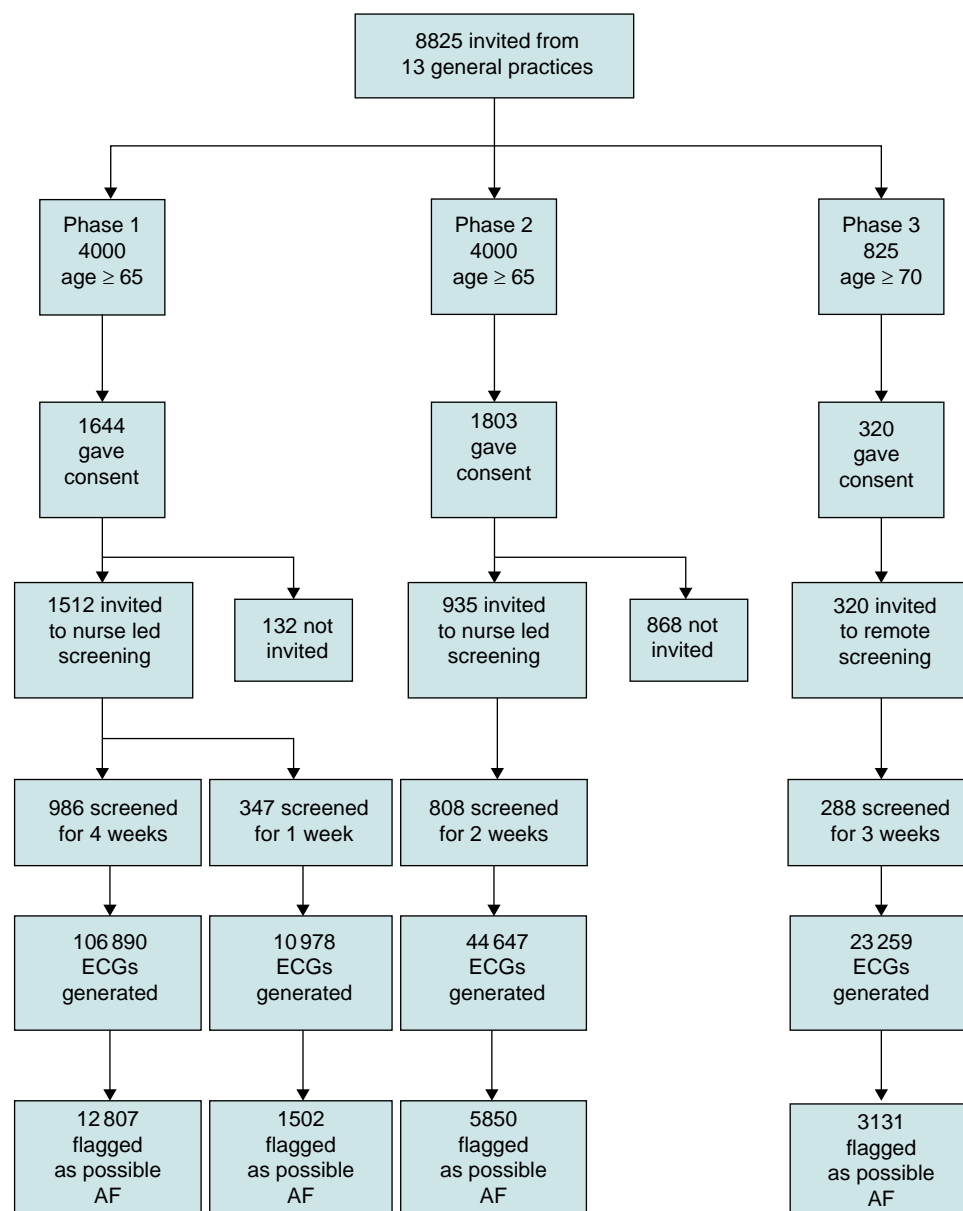 8825 invited from
13 general practices
Phase 1
4000
age ≥ 65
Phase 2
4000
age ≥ 65
Phase 3
825
age ≥ 70
1644
gave
consent
1803
gave
consent
320
gave
consent
1512 invited
to nurse led
screening
132 not
invited
935 invited
to nurse led
screening
868 not
invited
320 invited
to remote
screening
986 screened
for 4 weeks
347 screened
for 1 week
808 screened
for 2 weeks
288 screened
for 3 weeks
106 890
ECGs
generated
10 978
ECGs
generated
44 647
ECGs
generated
23 259
ECGs
generated
12 807
flagged
as possible
AF
1502
flagged
as possible
AF
5850
flagged
as possible
AF
3131
flagged
as possible
AF